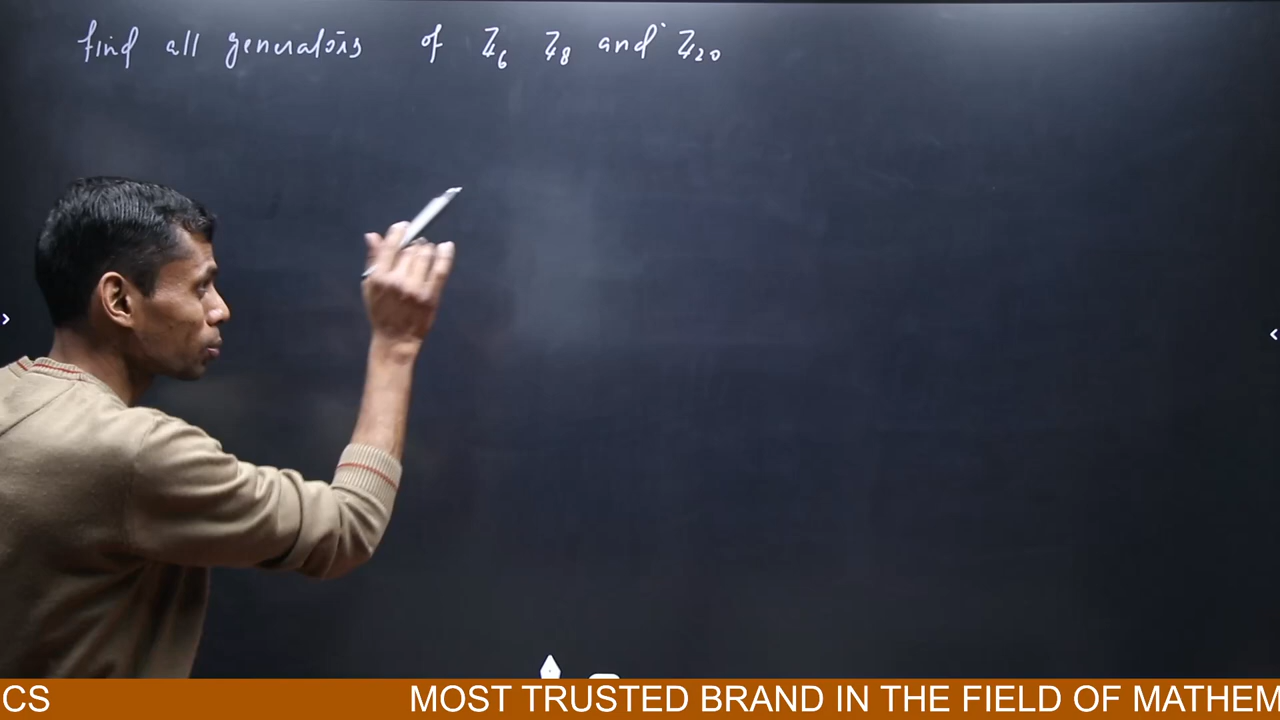 find all generators of Z6 Z8 and Z20
CS MOST TRUSTED BRAND IN THE FIELD OF MATHEM